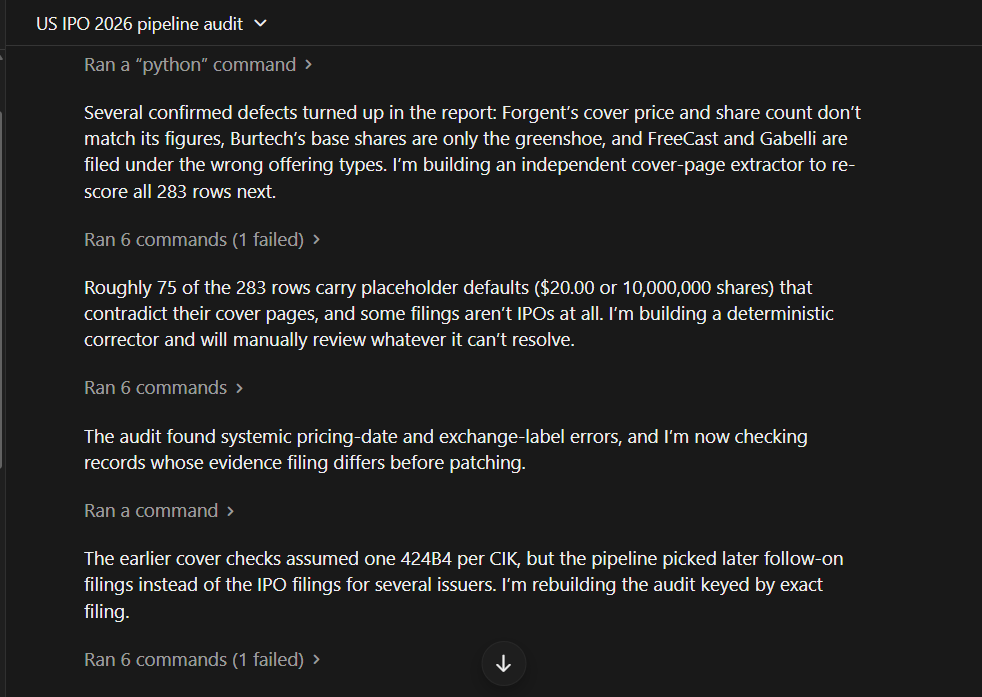 US IPO 2026 pipeline audit
Ran a “python” command
Several confirmed defects turned up in the report: Forgent’s cover price and share count don’t
match its figures, Burtech’s base shares are only the greenshoe, and FreeCast and Gabelli are
filed under the wrong offering types. I’m building an independent cover-page extractor to re-
score all 283 rows next.
Ran 6 commands (1 failed)
Roughly 75 of the 283 rows carry placeholder defaults ($20.00 or 10,000,000 shares) that
contradict their cover pages, and some filings aren’t IPOs at all. I’m building a deterministic
corrector and will manually review whatever it can’t resolve.
Ran 6 commands
The audit found systemic pricing-date and exchange-label errors, and I’m now checking
records whose evidence filing differs before patching.
Ran a command
The earlier cover checks assumed one 424B4 per CIK, but the pipeline picked later follow-on
filings instead of the IPO filings for several issuers. I’m rebuilding the audit keyed by exact
filing.
Ran 6 commands (1 failed)